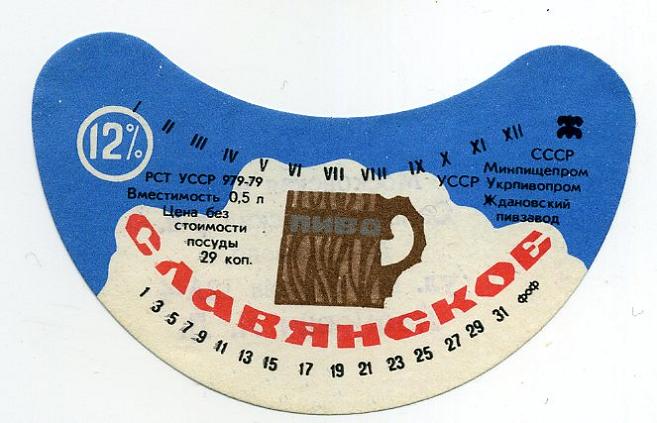 12%
I II III IV V VI VII VIII IX X XI XII
РСТ УССР 979-79
Вместимость 0,5 л
Цена без
стоимости
посуды
29 коп.
СССР
Минпищепром
УССР Укрпивопром
Ждановский
пивзавод
ПИВО
СЛАВЯНСКОЕ
1 3 5 7 9 11 13 15 17 19 21 23 25 27 29 31 фоф